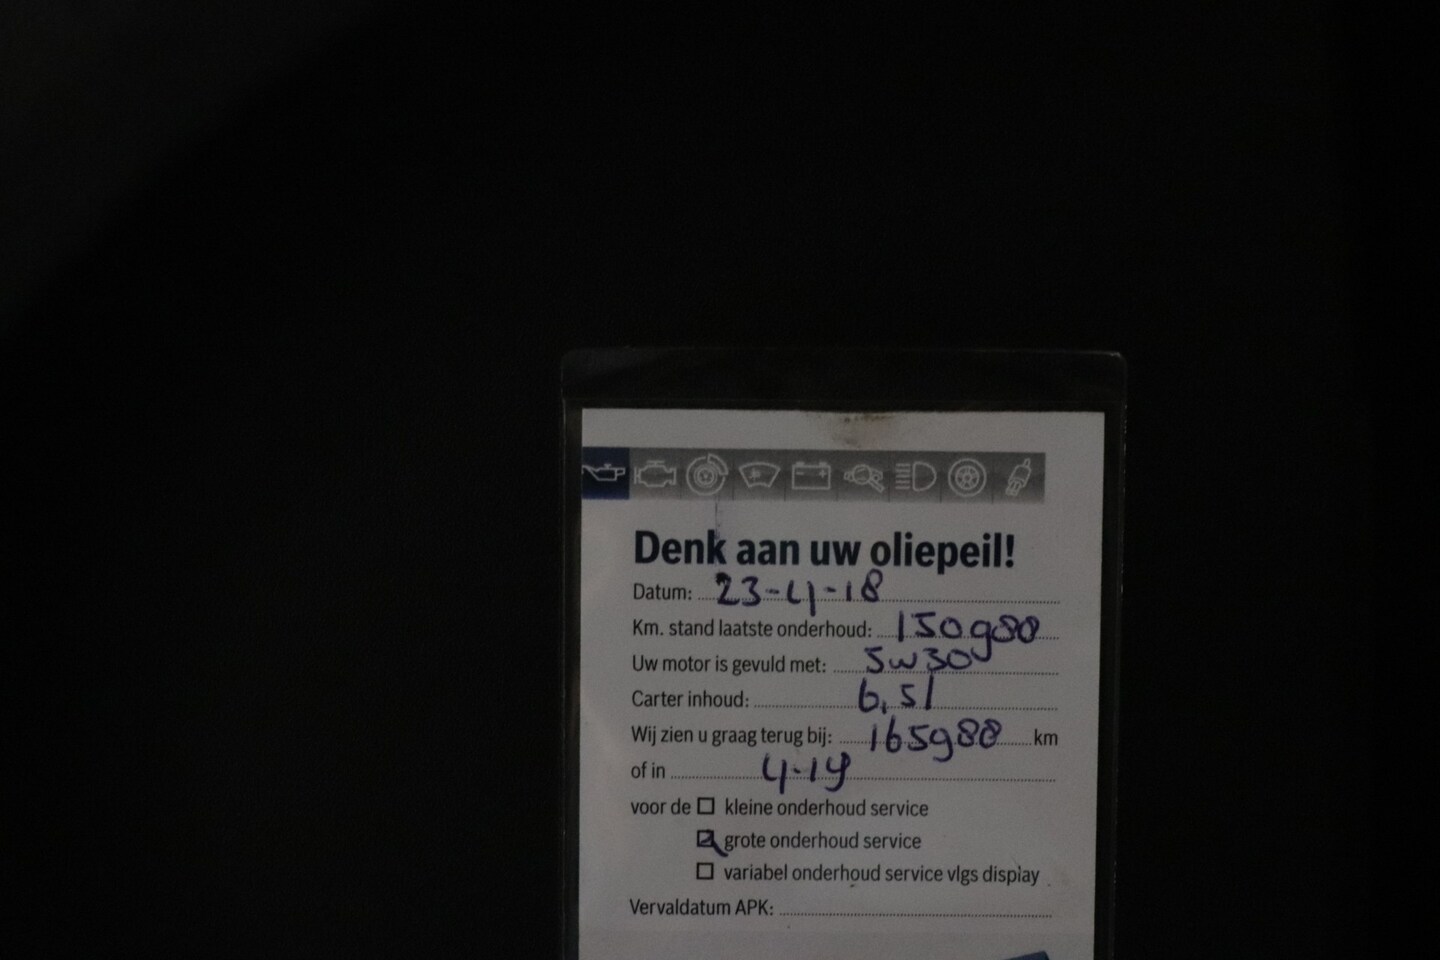 Denk aan uw oliepeil!
Datum: 23-4-18
Km. stand laatste onderhoud: 150980
Uw motor is gevuld met: 5w30
Carter inhoud: 6,5l
Wij zien u graag terug bij: 165980 km
of in 4-19
voor de ☐ kleine onderhoud service
☑ grote onderhoud service
☐ variabel onderhoud service vlgs display
Vervaldatum APK: